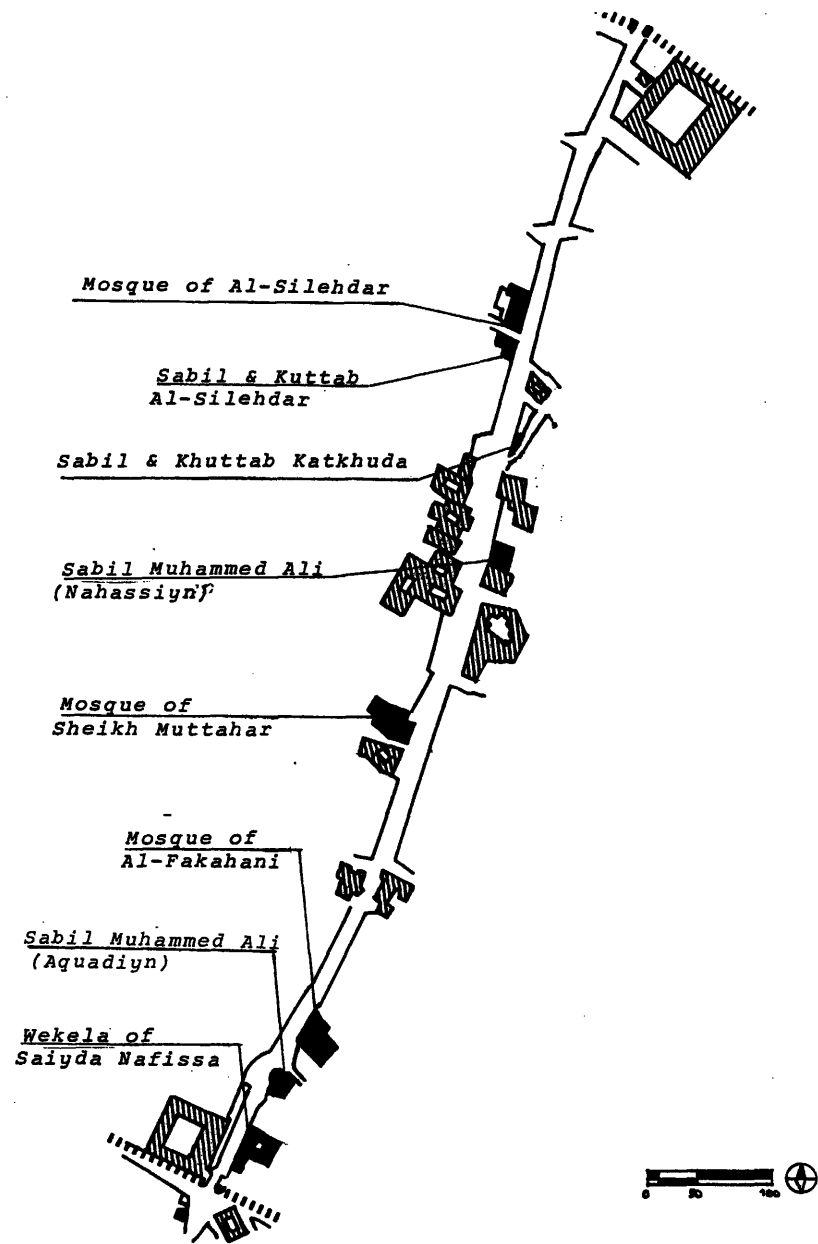 Mosque of Al-Silehdar
Sabil & Kuttab
Al-Silehdar
Sabil & Khuttab Katkhuda
Sabil Muhammed Ali
(Nahassiyn)
Mosque of
Sheikh Muttahar
Mosque of
Al-Fakahani
Sabil Muhammed Ali
(Aquadiyn)
Wekela of
Saiyda Nafissa
0 50 100